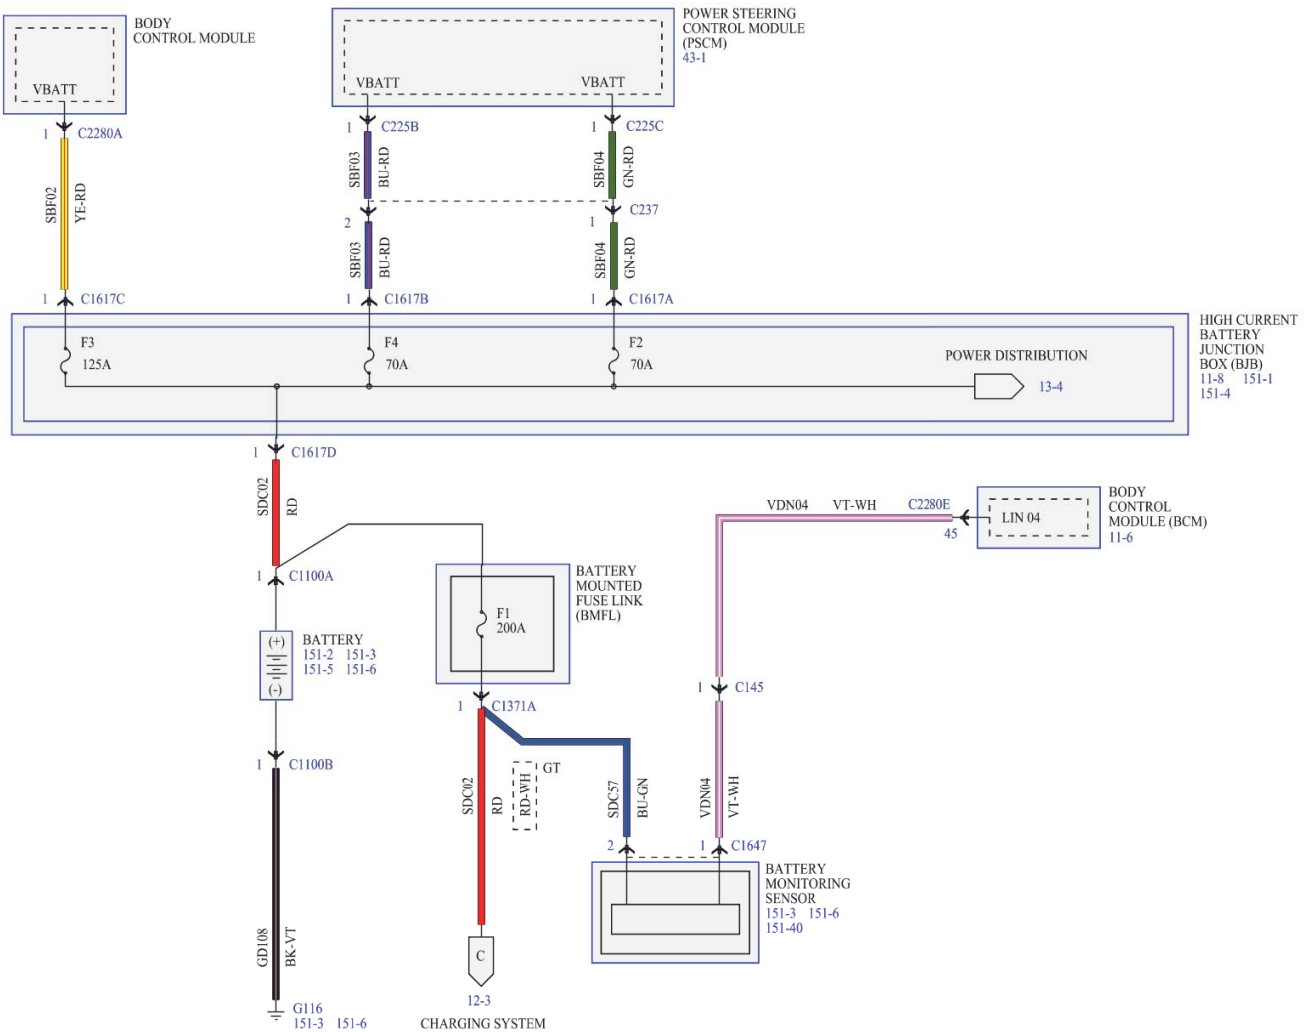 BODY
CONTROL MODULE
VBATT
1 C2280A
SBF02
YE-RD
1 C1617C
POWER STEERING
CONTROL MODULE
(PSCM)
43-1
VBATT
VBATT
1 C225B
1 C225C
SBF03
BU-RD
SBF04
GN-RD
2
1 C237
SBF03
BU-RD
SBF04
GN-RD
1 C1617B
1 C1617A
HIGH CURRENT
BATTERY
JUNCTION
BOX (BJB)
11-8 151-1
151-4
F3
125A
F4
70A
F2
70A
POWER DISTRIBUTION
13-4
1 C1617D
SDC02
RD
1 C1100A
BATTERY
151-2 151-3
151-5 151-6
(+)
(-)
1 C1100B
GD108
BK-VT
G116
151-3 151-6
BATTERY
MOUNTED
FUSE LINK
(BMFL)
F1
200A
1 C1371A
SDC02
RD
RD-WH
GT
C
12-3
CHARGING SYSTEM
SDC57
BU-GN
VDN04 VT-WH
C2280E
45
LIN 04
BODY
CONTROL
MODULE (BCM)
11-6
1 C145
VDN04
VT-WH
2
1 C1647
BATTERY
MONITORING
SENSOR
151-3 151-6
151-40